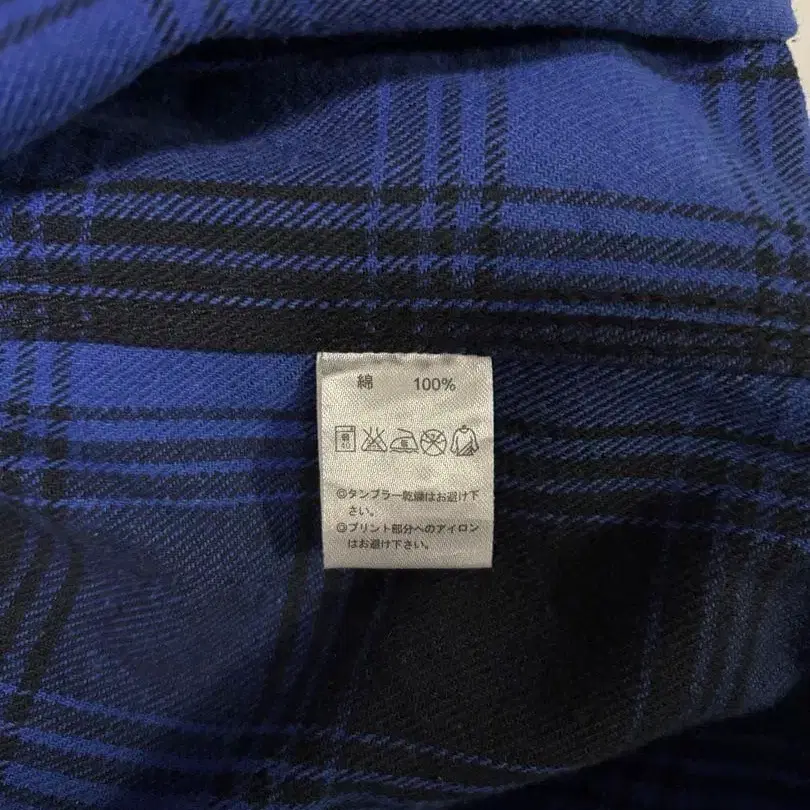 綿 100%
◎タンブラー乾燥はお避け下
さい。
◎プリント部分へのアイロン
はお避け下さい。